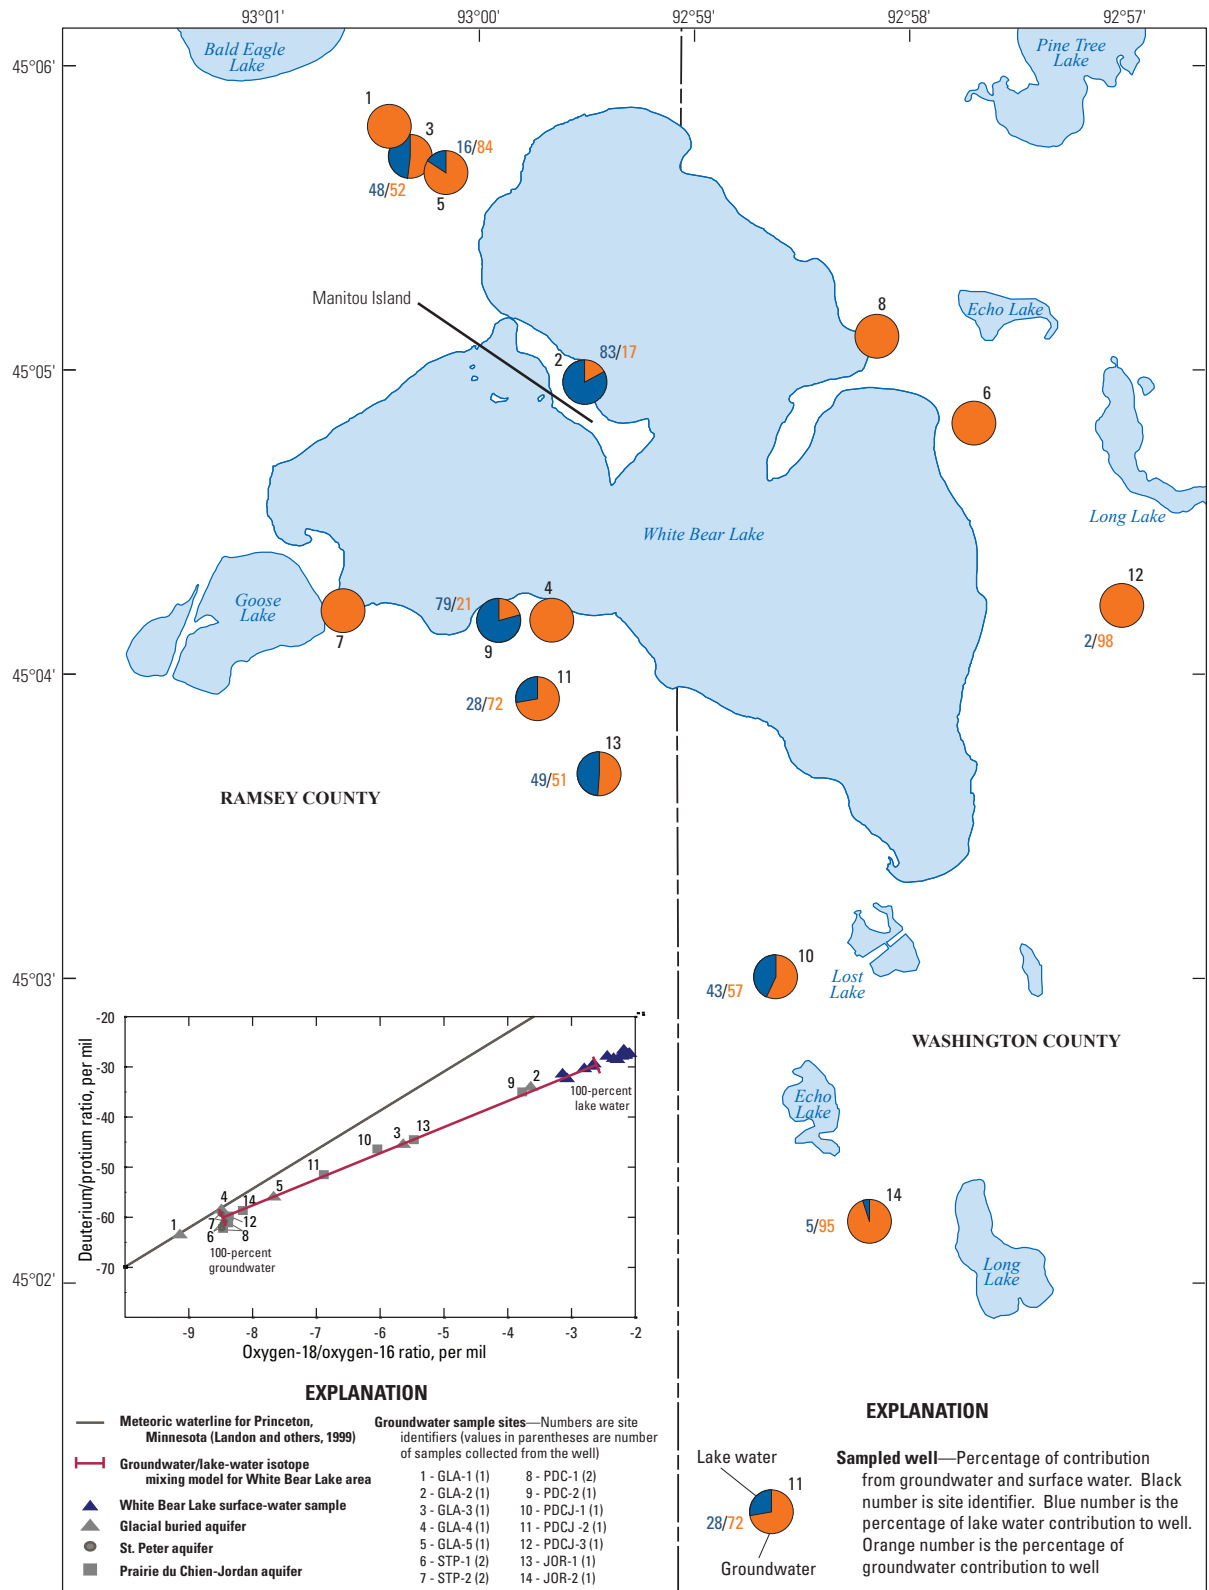 93°01'
93°00'
92°59'
92°58'
92°57'
45°06'
45°05'
45°04'
45°03'
45°02'
Bald Eagle
Lake
Pine Tree
Lake
1
3
16/84
48/52
5
Manitou Island
8
Echo Lake
2
83/17
6
Long Lake
White Bear Lake
Goose
Lake
7
79/21
4
9
12
2/98
11
28/72
13
49/51
RAMSEY COUNTY
10
43/57
Lost
Lake
WASHINGTON COUNTY
Echo
Lake
14
5/95
Long
Lake
Deuterium/protium ratio, per mil
-20
-30
-40
-50
-60
-70
9
2
100-percent
lake water
3
13
10
11
5
4
14
1
7
12
6
8
100-percent
groundwater
-9
-8
-7
-6
-5
-4
-3
-2
Oxygen-18/oxygen-16 ratio, per mil
EXPLANATION
Meteoric waterline for Princeton,
Minnesota (Landon and others, 1999)
Groundwater/lake-water isotope
mixing model for White Bear Lake area
White Bear Lake surface-water sample
Glacial buried aquifer
St. Peter aquifer
Prairie du Chien-Jordan aquifer
Groundwater sample sites—Numbers are site
identifiers (values in parentheses are number
of samples collected from the well)
1 - GLA-1 (1)
2 - GLA-2 (1)
3 - GLA-3 (1)
4 - GLA-4 (1)
5 - GLA-5 (1)
6 - STP-1 (2)
7 - STP-2 (2)
8 - PDC-1 (2)
9 - PDC-2 (1)
10 - PDCJ-1 (1)
11 - PDCJ -2 (1)
12 - PDCJ-3 (1)
13 - JOR-1 (1)
14 - JOR-2 (1)
EXPLANATION
Lake water
11
28/72
Groundwater
Sampled well—Percentage of contribution
from groundwater and surface water. Black
number is site identifier. Blue number is the
percentage of lake water contribution to well.
Orange number is the percentage of
groundwater contribution to well